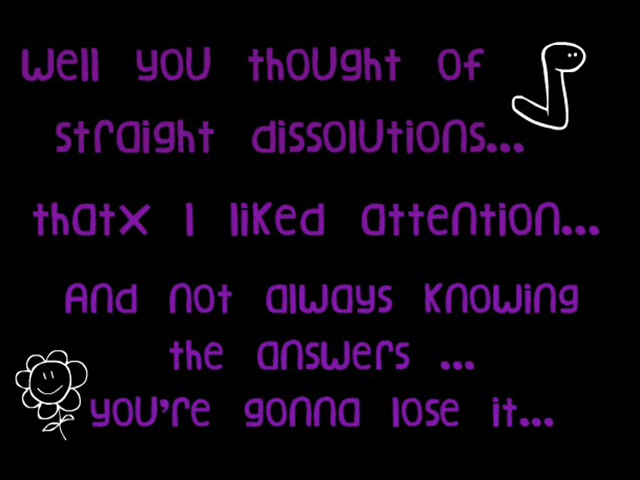 Well you thought of
straight dissolutions...
thatx I liked attention...
And not always knowing
the answers ...
you're gonna lose it...